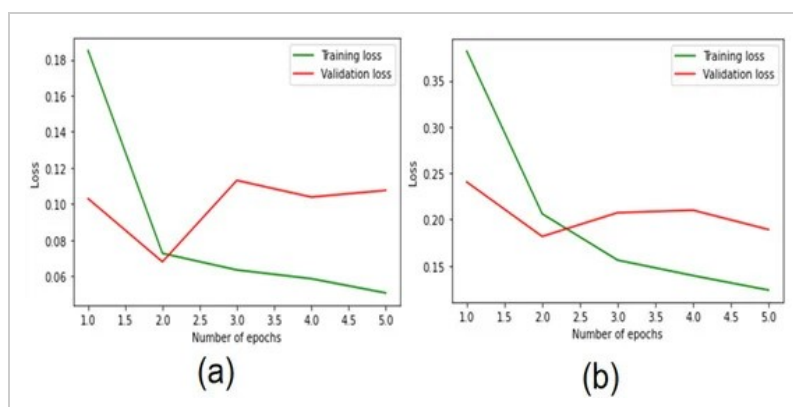 Training loss
Validation loss
0.18
0.16
0.14
0.12
0.10
0.08
0.06
Loss
1.0 1.5 2.0 2.5 3.0 3.5 4.0 4.5 5.0
Number of epochs
(a)
Training loss
Validation loss
0.35
0.30
0.25
0.20
0.15
Loss
1.0 1.5 2.0 2.5 3.0 3.5 4.0 4.5 5.0
Number of epochs
(b)